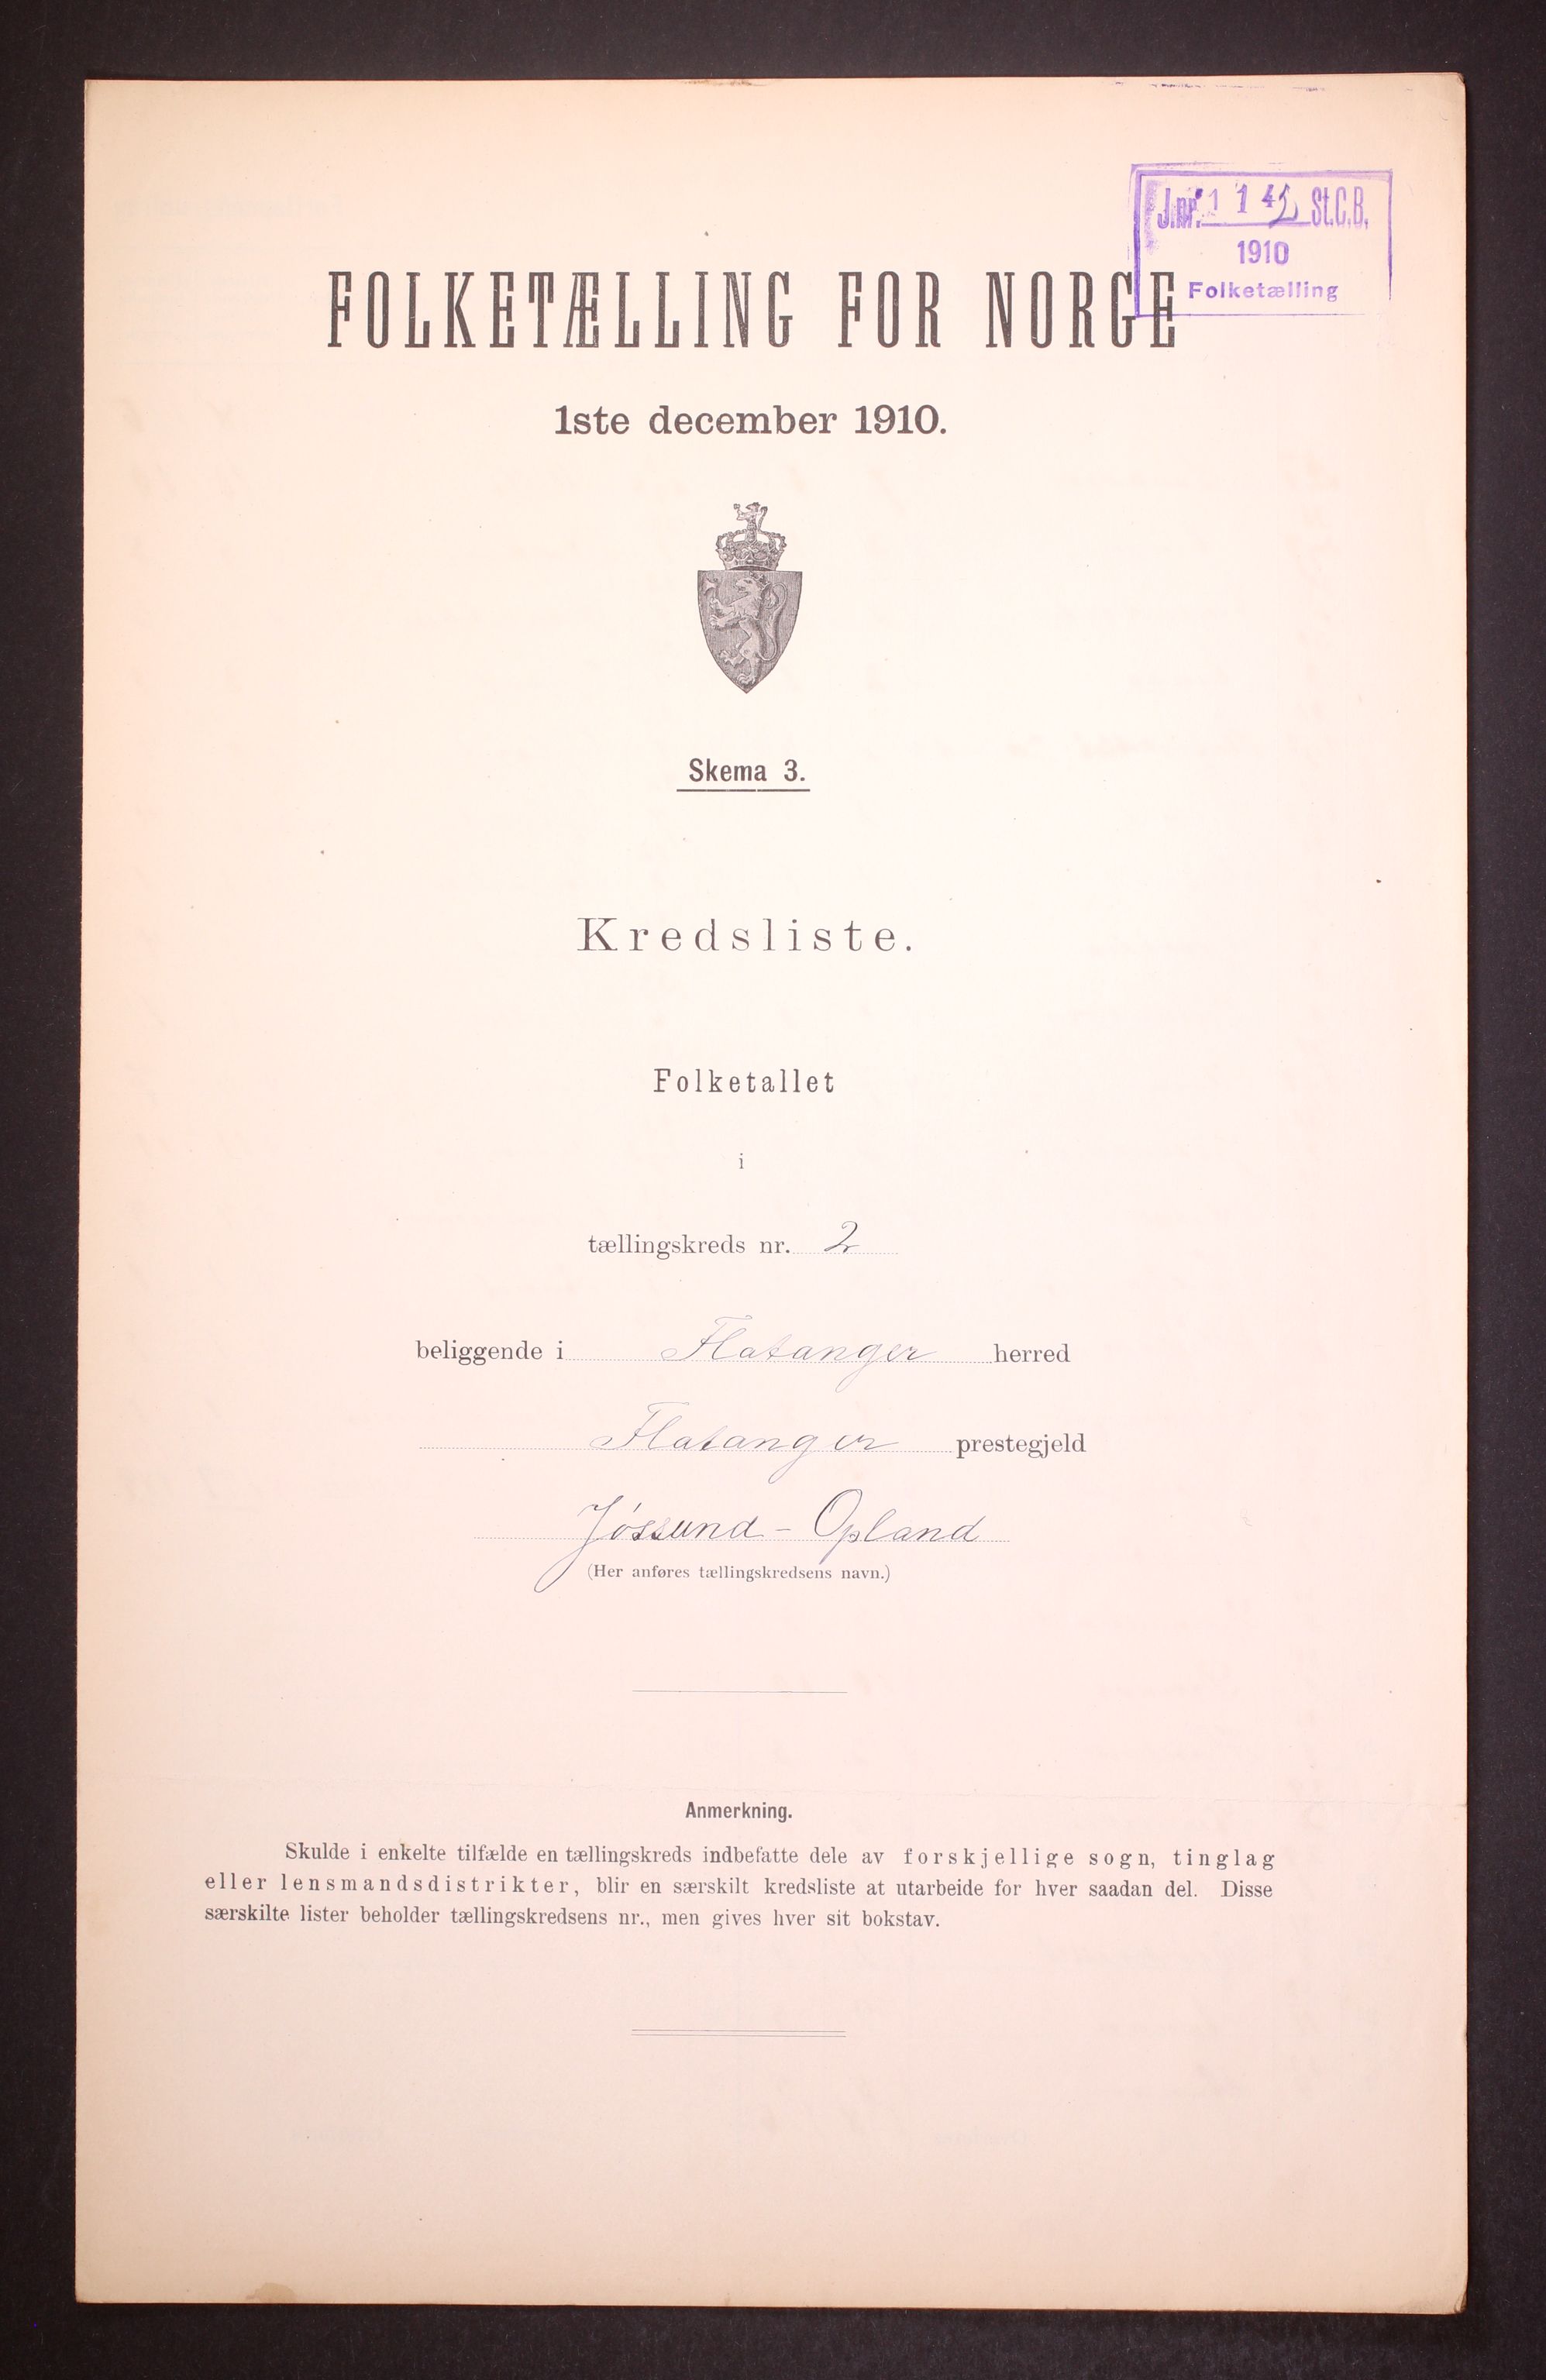 J.nr. 1142 St.C.B.
1910
Folketælling
FOLKETÆLLING FOR NORGE
1ste december 1910.
Skema 3.
Kredsliste.
Folketallet
i
tællingskreds nr. 2
beliggende i Flatanger herred
Flatanger prestegjeld
Jøssund - Opland
(Her anføres tællingskredsens navn.)
Anmerkning.
Skulde i enkelte tilfælde en tællingskreds indbefatte dele av forskjellige sogn, tinglag
eller lensmandsdistrikter, blir en særskilt kredsliste at utarbeide for hver saadan del. Disse
særskilte lister beholder tællingskredsens nr., men gives hver sit bokstav.